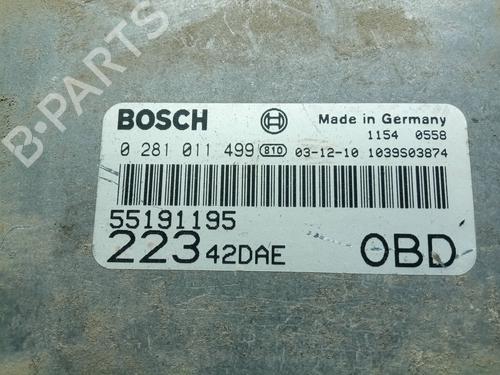 BOSCH Made in Germany
1154 0558
0 281 011 499 810 03-12-10 1039S03874
55191195
223 42DAE OBD
B-PARTS